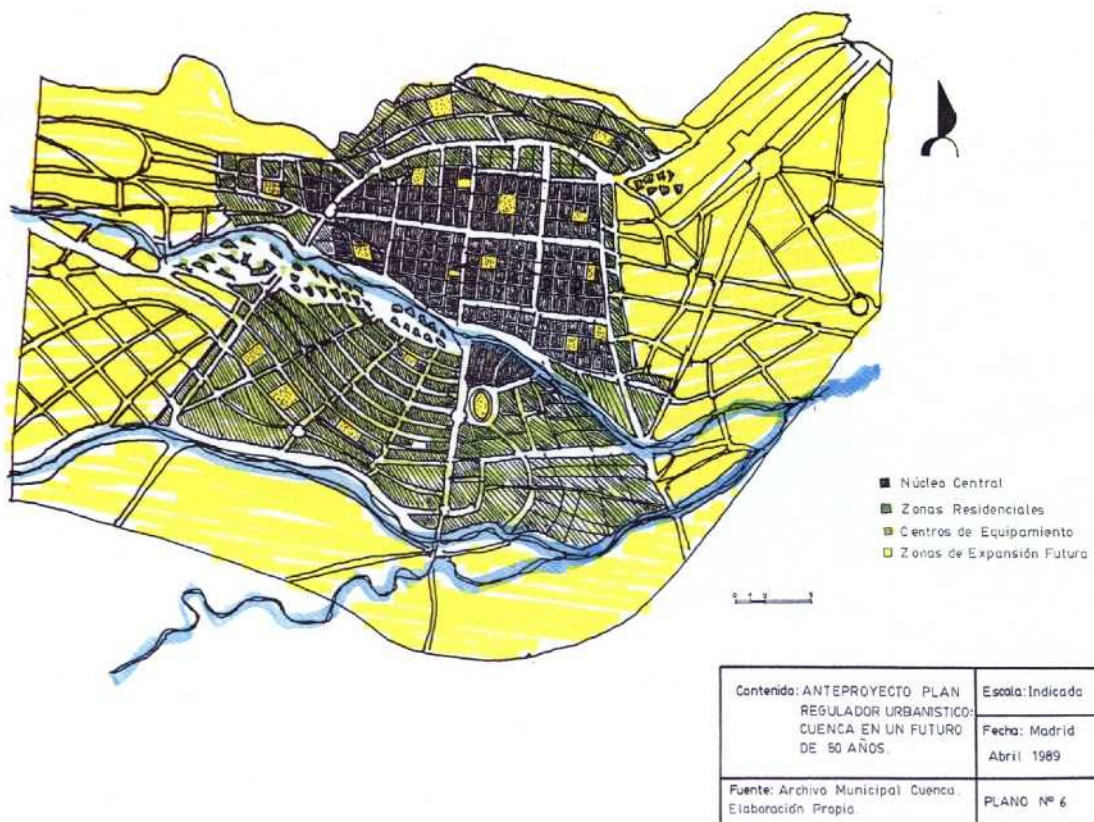 Núcleo Central
Zonas Residenciales
Centros de Equipamiento
Zonas de Expansión Futura
Contenido: ANTEPROYECTO PLAN
REGULADOR URBANISTICO:
CUENCA EN UN FUTURO
DE 50 AÑOS.
Escala: Indicada
Fecha: Madrid
Abril 1989
Fuente: Archivo Municipal Cuenca.
Elaboración Propia.
PLANO Nº 6